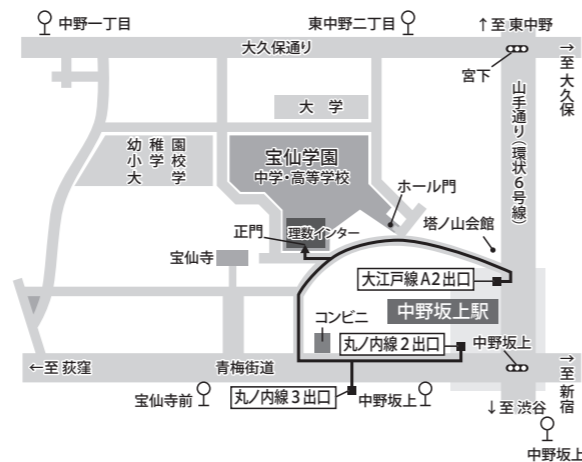 中野一丁目
東中野二丁目
↑至 東中野
大久保通り
→至 大久保
宮下
大 学
山手通り(環状6号線)
幼稚園
小学校
大学
宝仙学園
中学・高等学校
ホール門
理数インター
正門
塔ノ山会館
宝仙寺
大江戸線A2出口
中野坂上駅
コンビニ
丸ノ内線2出口
中野坂上
←至 荻窪
青梅街道
→至 新宿
宝仙寺前
丸ノ内線3出口
中野坂上
↓至 渋谷
中野坂上